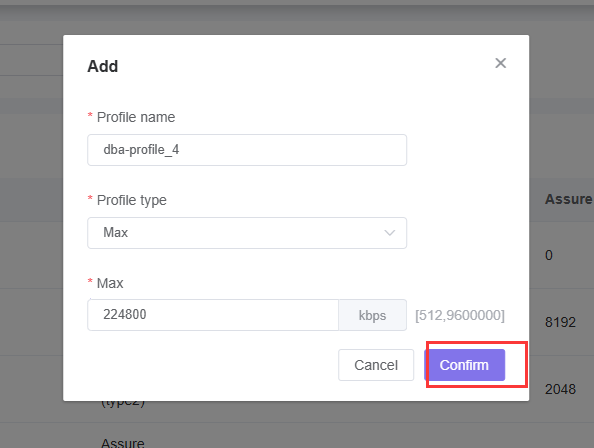 Add
* Profile name
dba-profile_4
* Profile type
Max
Assure
0
* Max
224800 kbps [512,9600000]
8192
Cancel Confirm
2048
(type2)
Assure